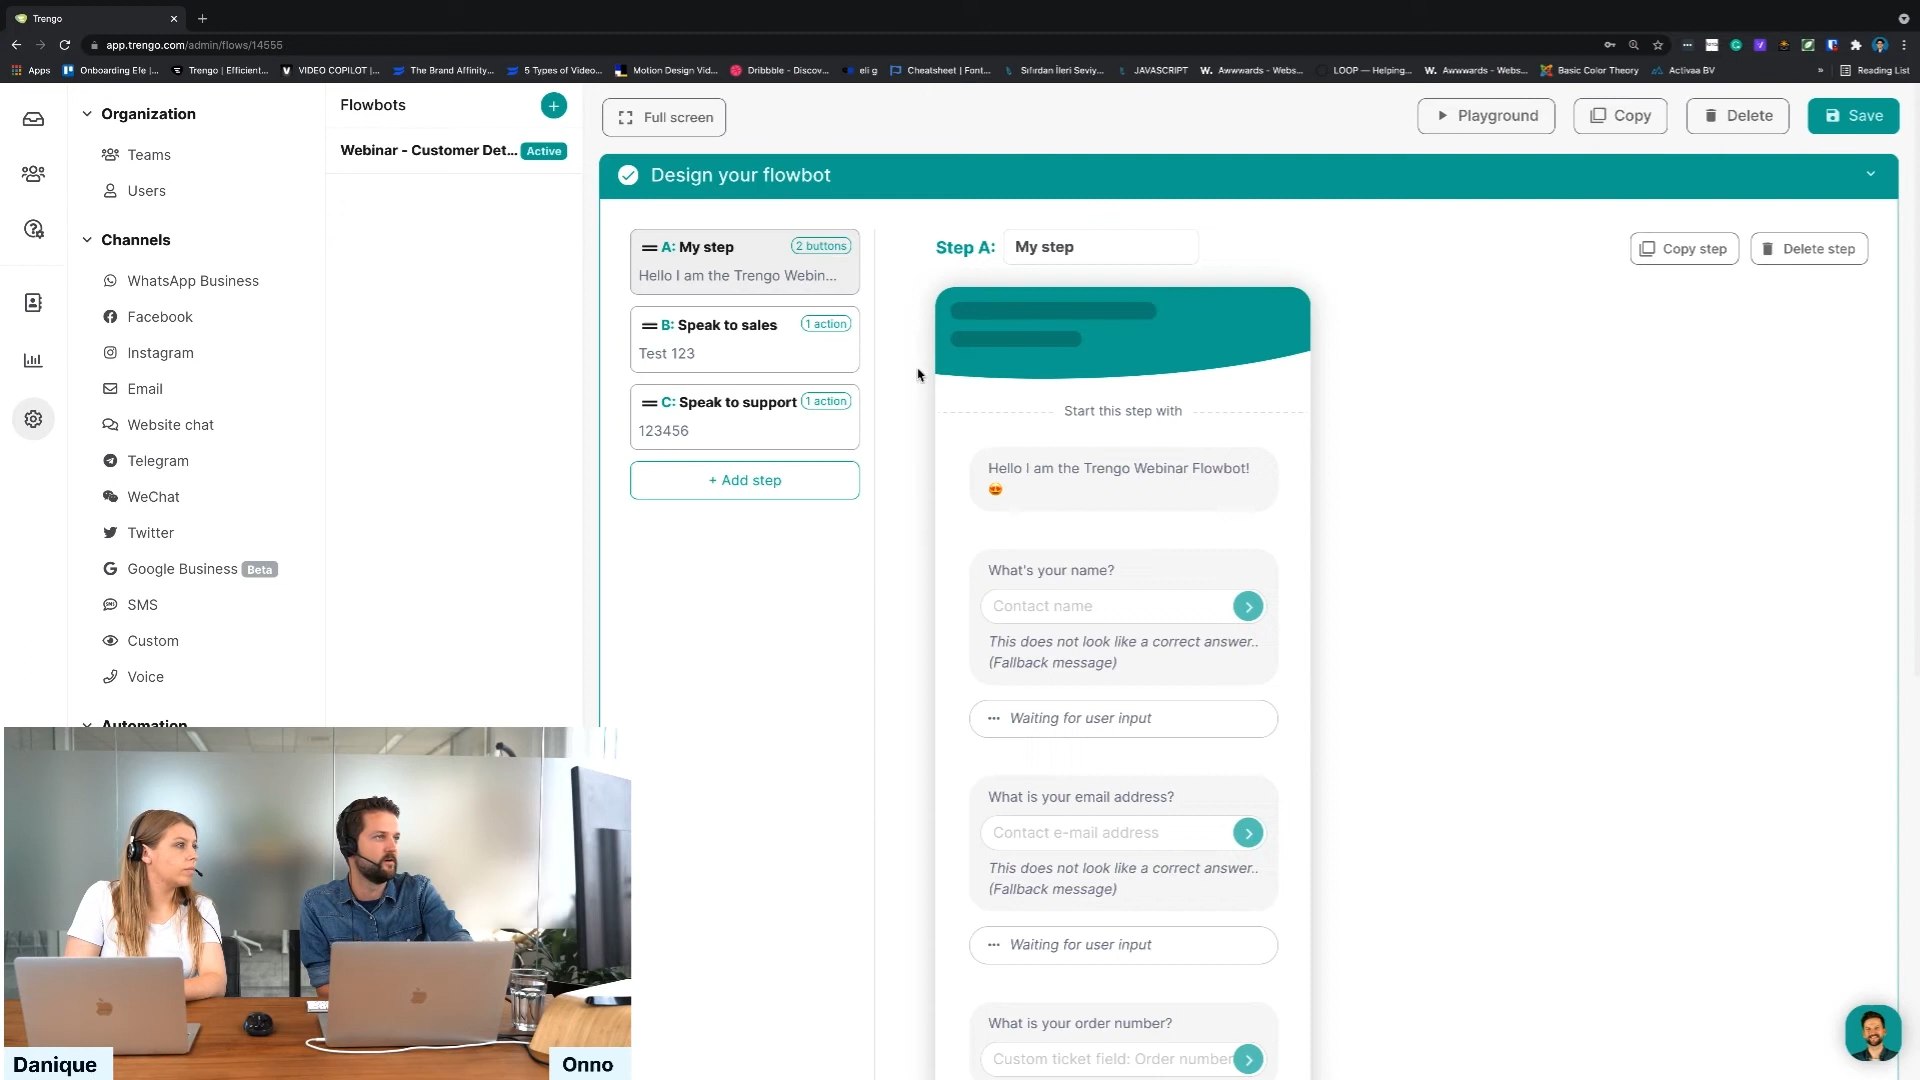 Trengo
app.trengo.com/admin/flows/14555
Apps
Onboarding Efe |...
Trengo | Efficient...
VIDEO COPILOT |...
The Brand Affinity...
5 Types of Video...
Motion Design Vid...
Dribbble - Discov...
eli g
Cheatsheet | Font...
Sıfırdan İleri Seviy...
JAVASCRIPT
Awwwards - Webs...
LOOP — Helping...
Awwwards - Webs...
Basic Color Theory
Activaa BV
»
Reading List
Organization
Teams
Users
Channels
WhatsApp Business
Facebook
Instagram
Email
Website chat
Telegram
WeChat
Twitter
Google Business Beta
SMS
Custom
Voice
Automation
Flowbots
Webinar - Customer Det... Active
Full screen
Playground
Copy
Delete
Save
Design your flowbot
A: My step 2 buttons
Hello I am the Trengo Webin...
B: Speak to sales 1 action
Test 123
C: Speak to support 1 action
123456
+ Add step
Step A: My step
Copy step
Delete step
Start this step with
Hello I am the Trengo Webinar Flowbot!
😍
What's your name?
Contact name
This does not look like a correct answer..
(Fallback message)
Waiting for user input
What is your email address?
Contact e-mail address
This does not look like a correct answer..
(Fallback message)
Waiting for user input
What is your order number?
Custom ticket field: Order number
Danique
Onno